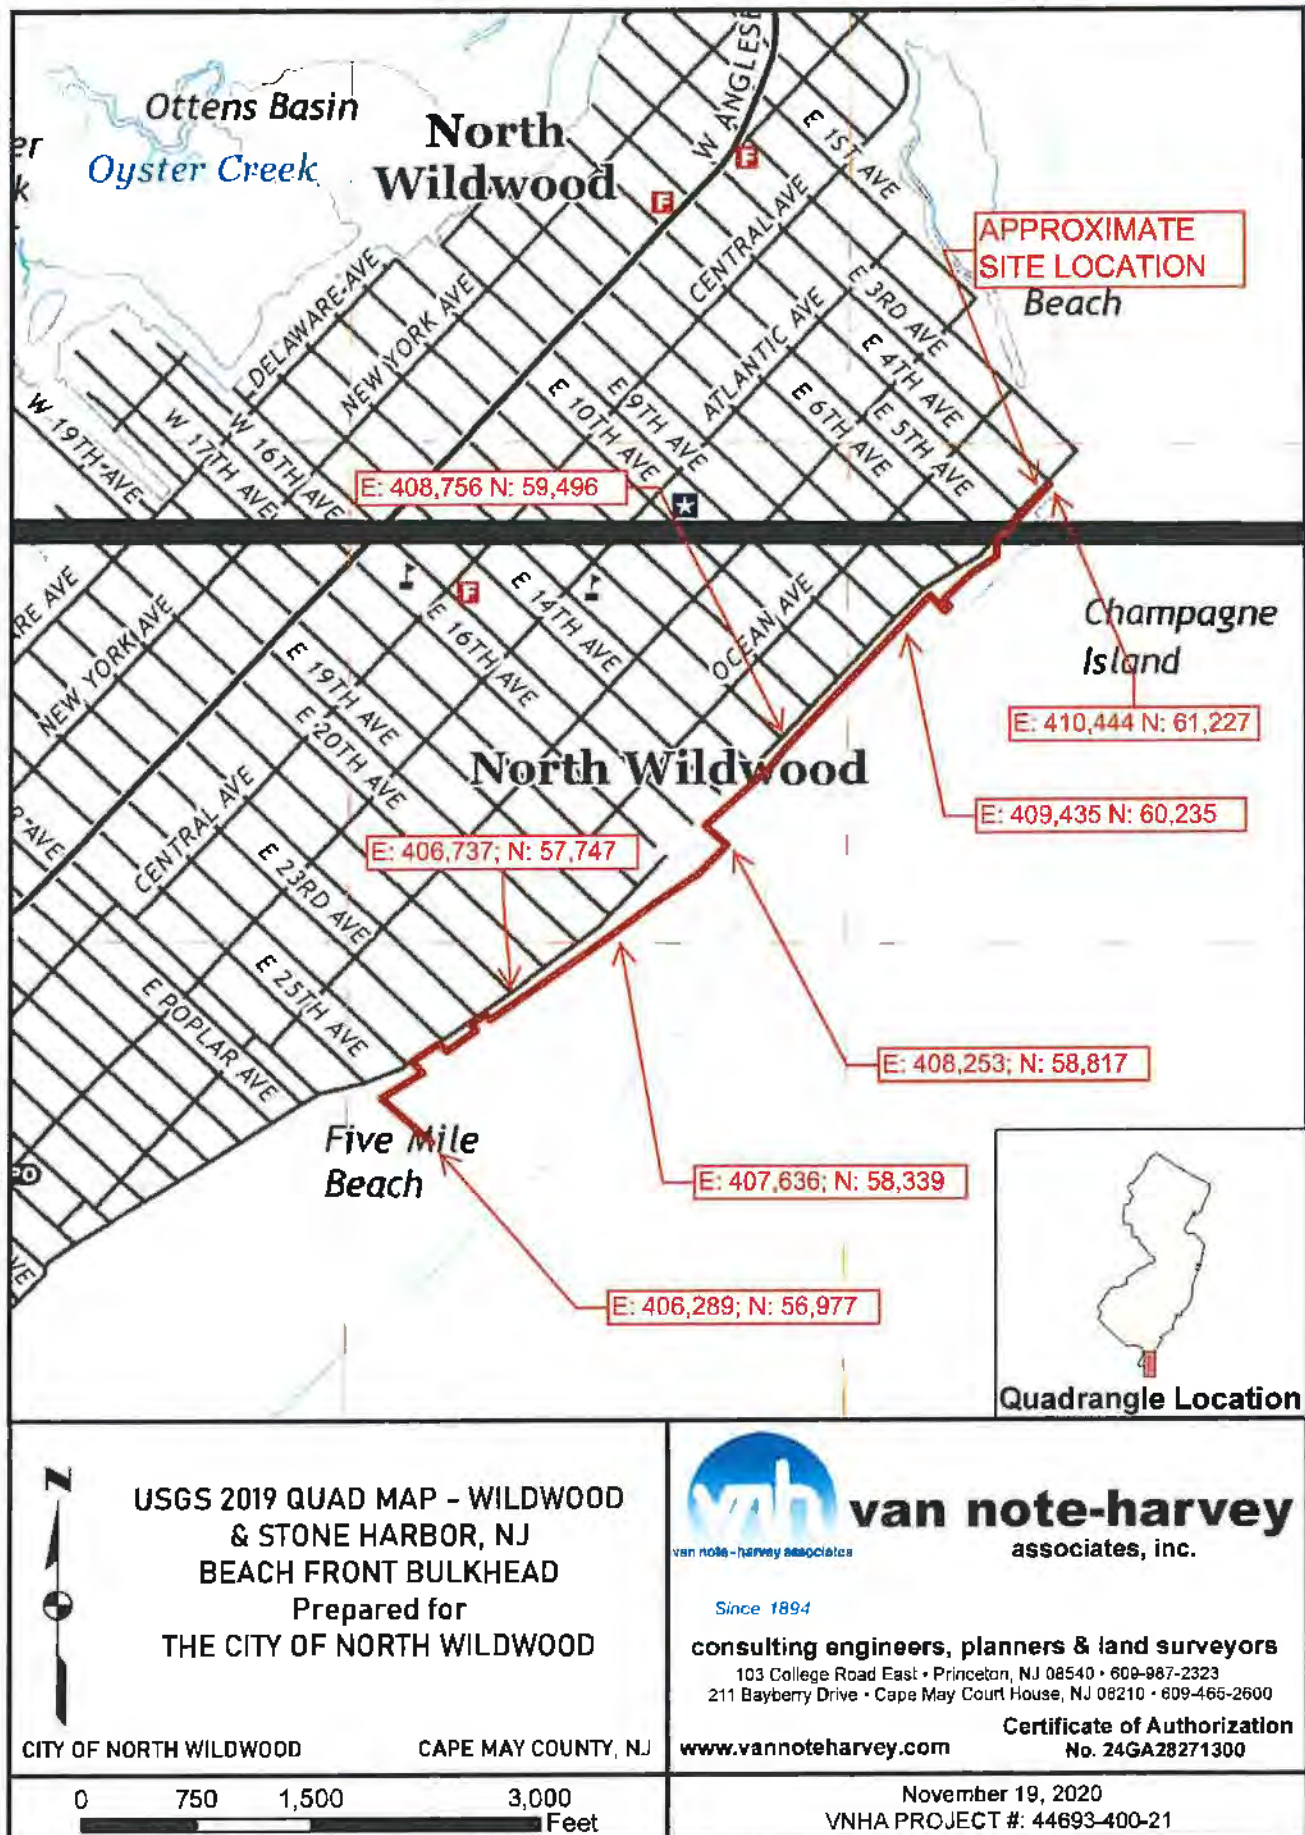 Ottens Basin
Oyster Creek
er
k
North
Wildwood
W ANGLESE
F
F
E 1ST AVE
CENTRAL AVE
APPROXIMATE
SITE LOCATION
Beach
DELAWARE AVE
NEW YORK AVE
ATLANTIC AVE
E 3RD AVE
E 4TH AVE
E 5TH AVE
E 6TH AVE
E 9TH AVE
E 10TH AVE
W 19TH AVE
W 17TH AVE
W 16TH AVE
E: 408,756 N: 59,496
ARE AVE
NEW YORK AVE
F
E 14TH AVE
E 16TH AVE
OCEAN AVE
E 19TH AVE
E 20TH AVE
Champagne
Island
E: 410,444 N: 61,227
North Wildwood
E: 409,435 N: 60,235
CENTRAL AVE
R AVE
E: 406,737; N: 57,747
E 23RD AVE
E 25TH AVE
E POPLAR AVE
E: 408,253; N: 58,817
Five Mile
Beach
E: 407,636; N: 58,339
E: 406,289; N: 56,977
VE
Quadrangle Location
N
USGS 2019 QUAD MAP - WILDWOOD
& STONE HARBOR, NJ
BEACH FRONT BULKHEAD
Prepared for
THE CITY OF NORTH WILDWOOD
CITY OF NORTH WILDWOOD CAPE MAY COUNTY, NJ
0 750 1,500 3,000
Feet
vnh
van note-harvey associates
van note-harvey
associates, inc.
Since 1894
consulting engineers, planners & land surveyors
103 College Road East • Princeton, NJ 08540 • 609-987-2323
211 Bayberry Drive • Cape May Court House, NJ 08210 • 609-465-2600
www.vannoteharvey.com
Certificate of Authorization
No. 24GA28271300
November 19, 2020
VNHA PROJECT #: 44693-400-21